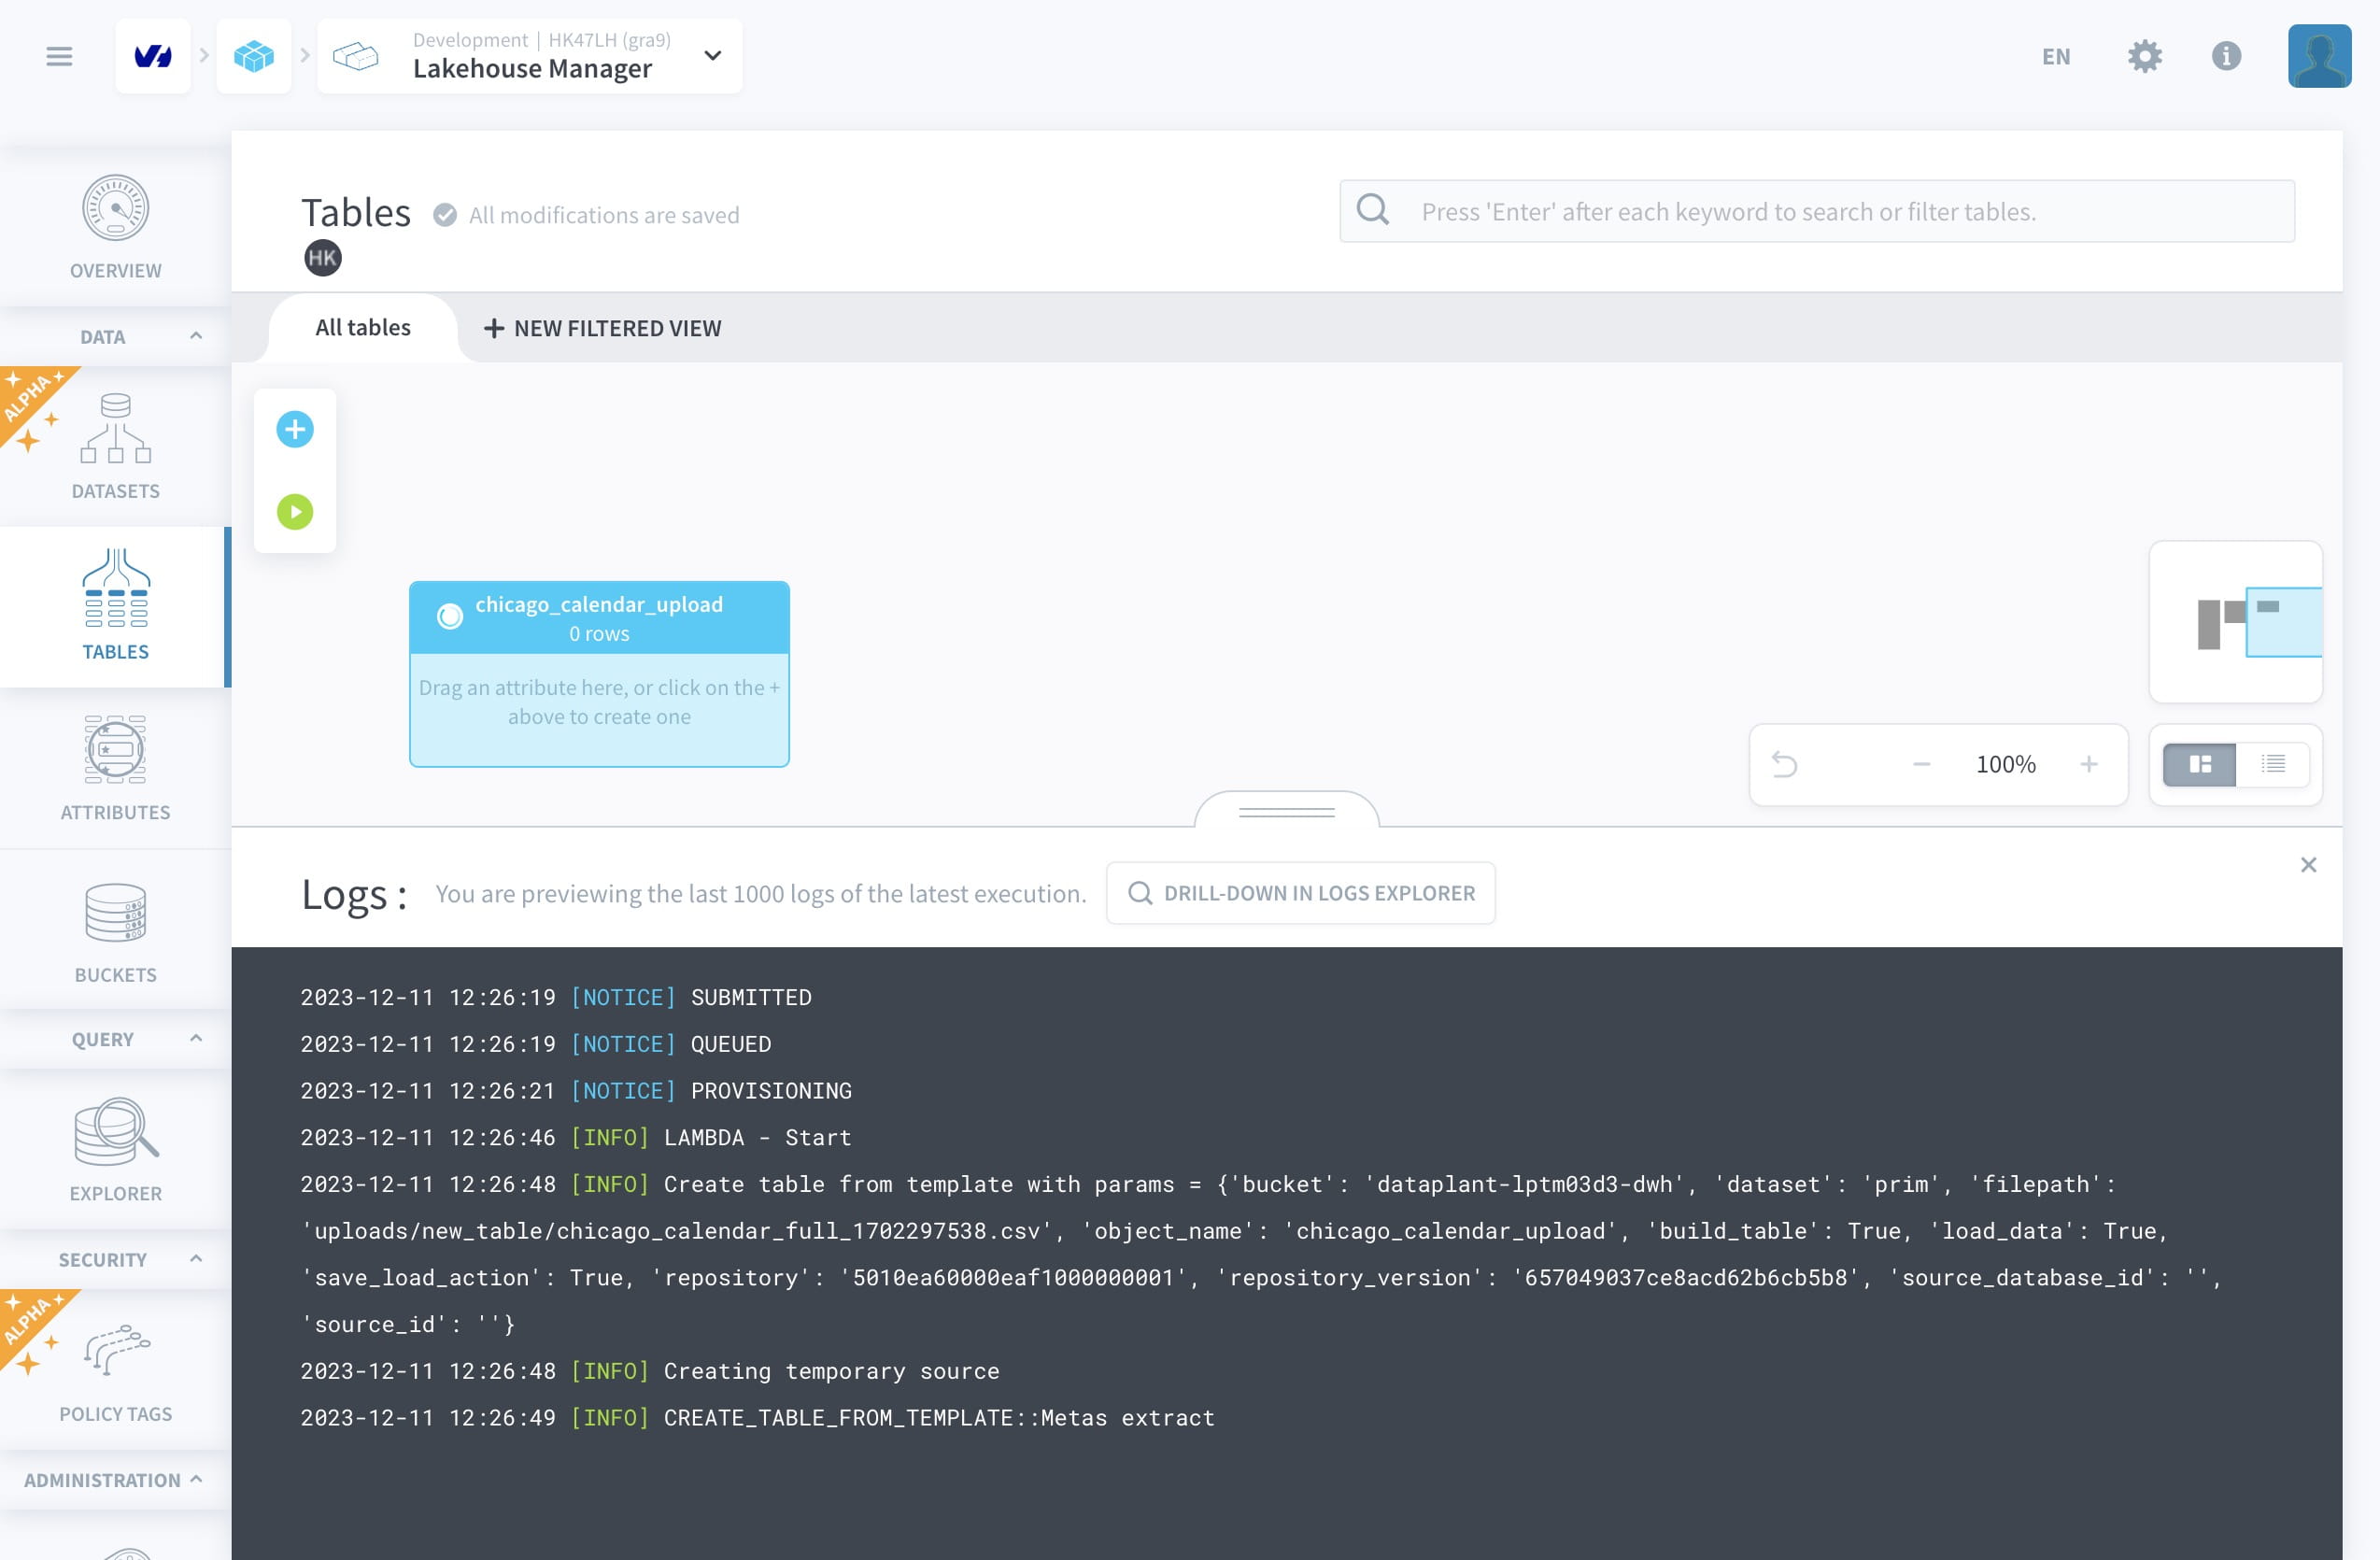 Development | HK47LH (gra9)
Lakehouse Manager
EN
OVERVIEW
DATA
ALPHA
DATASETS
TABLES
ATTRIBUTES
BUCKETS
QUERY
EXPLORER
SECURITY
ALPHA
POLICY TAGS
ADMINISTRATION
Tables
All modifications are saved
HK
Press 'Enter' after each keyword to search or filter tables.
All tables
+ NEW FILTERED VIEW
chicago_calendar_upload
0 rows
Drag an attribute here, or click on the +
above to create one
100%
Logs :
You are previewing the last 1000 logs of the latest execution.
DRILL-DOWN IN LOGS EXPLORER
2023-12-11 12:26:19 [NOTICE] SUBMITTED
2023-12-11 12:26:19 [NOTICE] QUEUED
2023-12-11 12:26:21 [NOTICE] PROVISIONING
2023-12-11 12:26:46 [INFO] LAMBDA - Start
2023-12-11 12:26:48 [INFO] Create table from template with params = {'bucket': 'dataplant-lptm03d3-dwh', 'dataset': 'prim', 'filepath':
'uploads/new_table/chicago_calendar_full_1702297538.csv', 'object_name': 'chicago_calendar_upload', 'build_table': True, 'load_data': True,
'save_load_action': True, 'repository': '5010ea60000eaf1000000001', 'repository_version': '657049037ce8acd62b6cb5b8', 'source_database_id': '',
'source_id': ''}
2023-12-11 12:26:48 [INFO] Creating temporary source
2023-12-11 12:26:49 [INFO] CREATE_TABLE_FROM_TEMPLATE::Metas extract